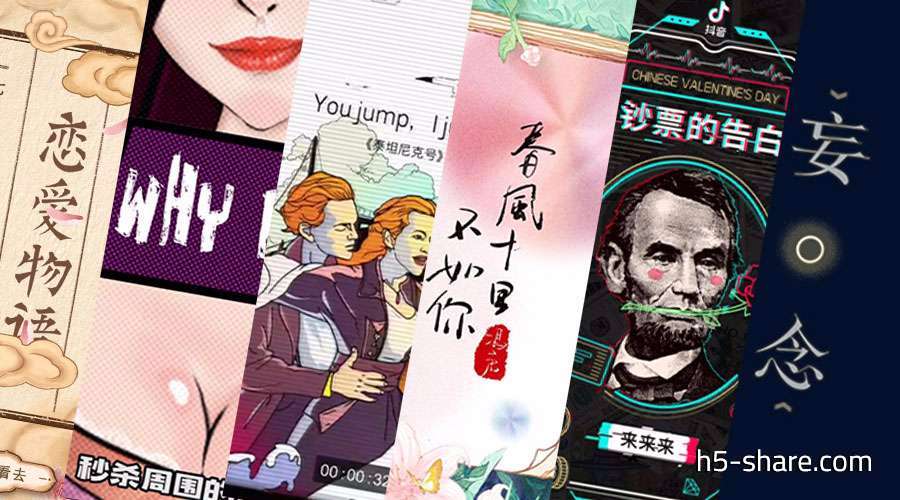 恋爱物语
看去
WHY
秒杀周围的
You jump, I j
《泰坦尼克号》
00:00:32
春風十里
不如你
抖音
CHINESE VALENTINE'S DAY
钞票的告白
来来来
妄
念
h5-share.com